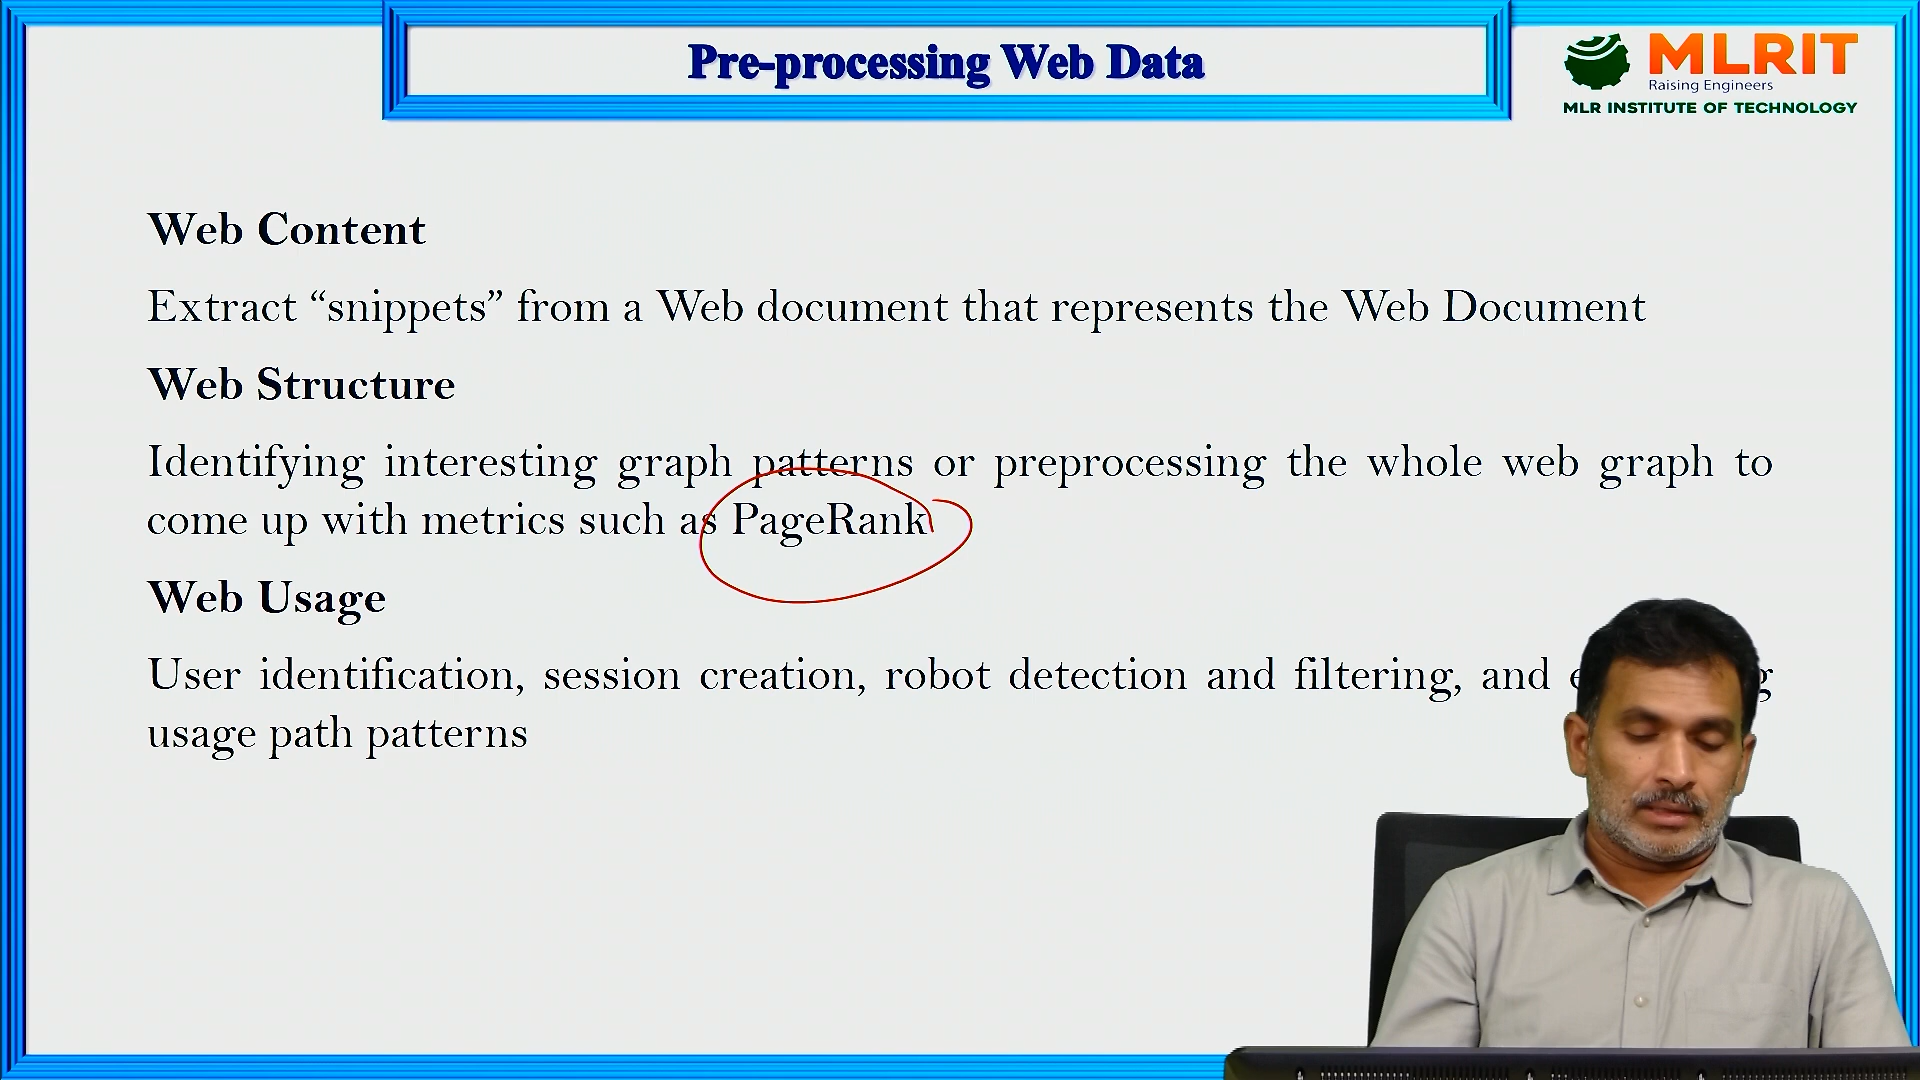 Pre-processing Web Data
MLRIT
Raising Engineers
MLR INSTITUTE OF TECHNOLOGY
Web Content
Extract “snippets” from a Web document that represents the Web Document
Web Structure
Identifying interesting graph patterns or preprocessing the whole web graph to
come up with metrics such as PageRank
Web Usage
User identification, session creation, robot detection and filtering, and
usage path patterns